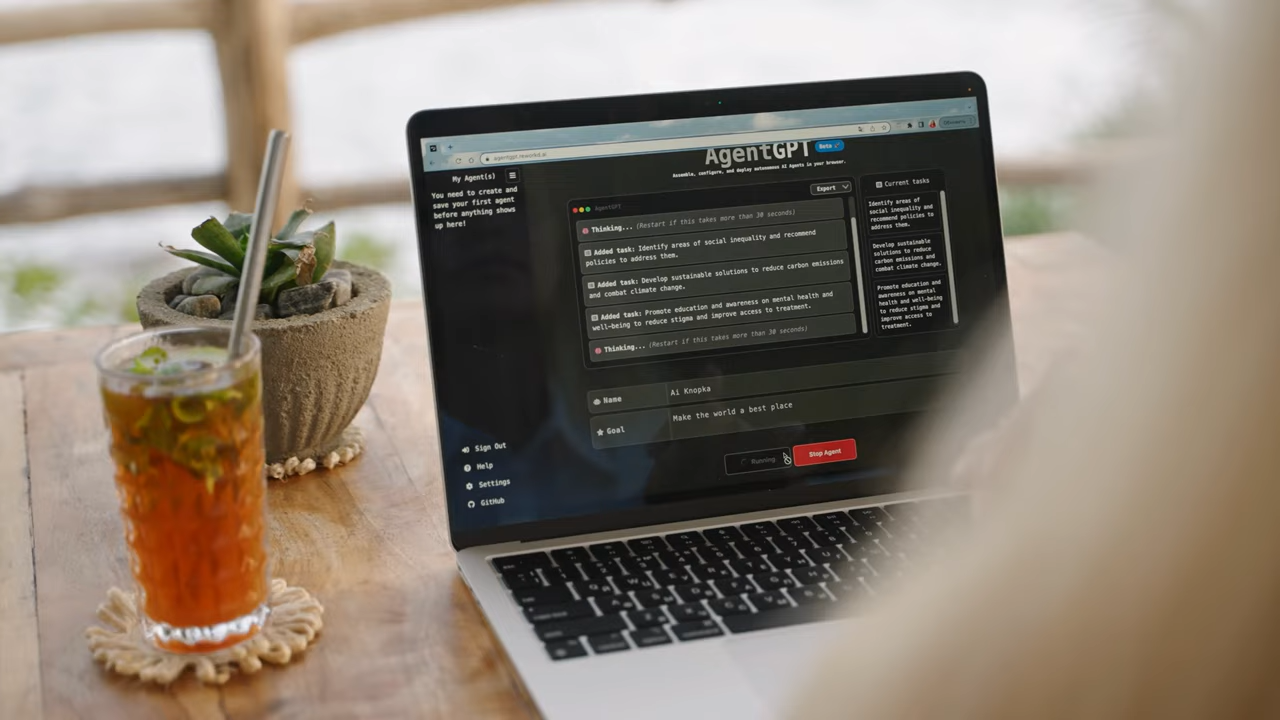 agentgpt.reworkd.ai
AgentGPT
Beta
Assemble, configure, and deploy autonomous AI Agents in your browser.
My Agent(s)
You need to create and
save your first agent
before anything shows
up here!
Expert
AgentGPT
Thinking... (Restart if this takes more than 30 seconds)
Added task: Identify areas of social inequality and recommend
policies to address them.
Added task: Develop sustainable solutions to reduce carbon emissions
and combat climate change.
Added task: Promote education and awareness on mental health and
well-being to reduce stigma and improve access to treatment.
Thinking... (Restart if this takes more than 30 seconds)
Current tasks
Identify areas of
social inequality and
recommend policies to
address them.
Develop sustainable
solutions to reduce
carbon emissions and
combat climate change.
Promote education and
awareness on mental
health and well-being
to reduce stigma and
improve access to
treatment.
Name
Ai Knopka
Goal
Make the world a best place
Running
Stop Agent
Sign Out
Help
Settings
GitHub